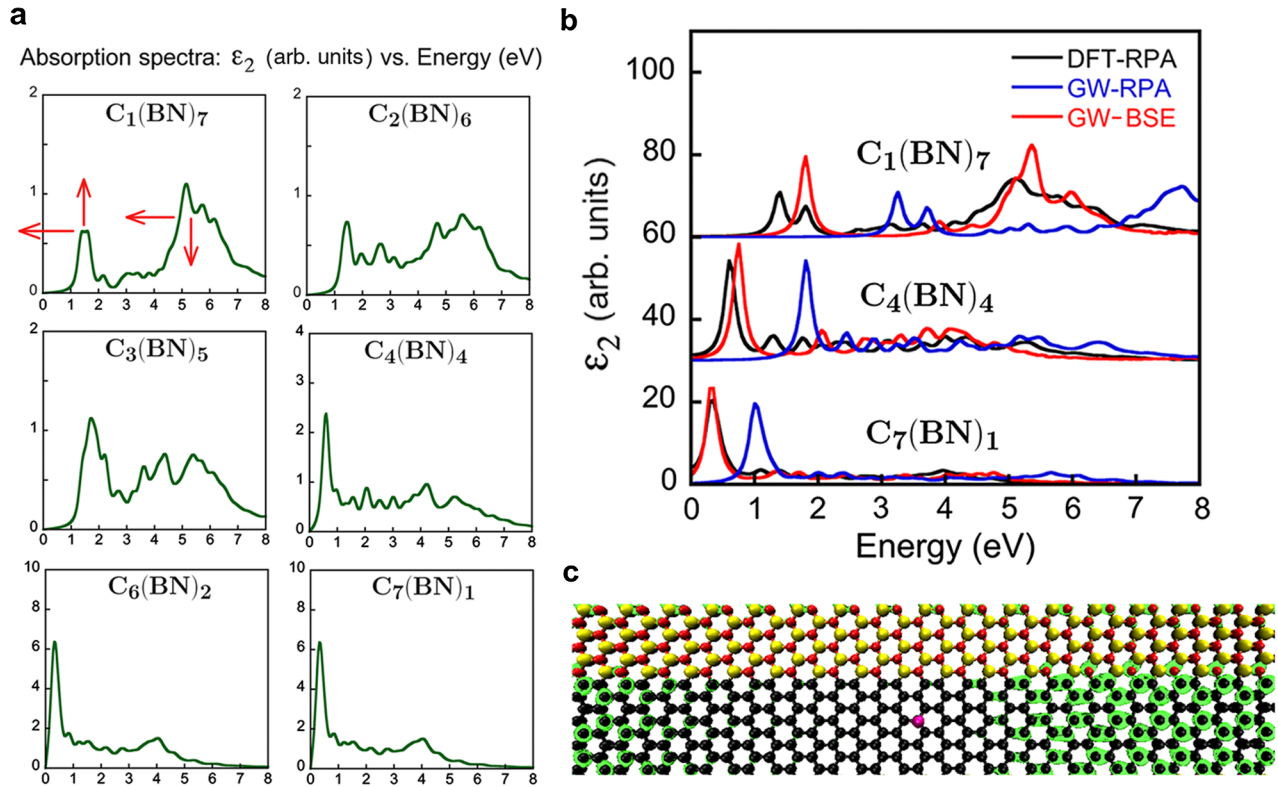 a
Absorption spectra: ε₂ (arb. units) vs. Energy (eV)
C₁(BN)₇
2
1
0
0 1 2 3 4 5 6 7 8
C₂(BN)₆
2
1
0
0 1 2 3 4 5 6 7 8
C₃(BN)₅
2
1
0
0 1 2 3 4 5 6 7 8
C₄(BN)₄
4
3
2
1
0
0 1 2 3 4 5 6 7 8
C₆(BN)₂
10
8
6
4
2
0
0 1 2 3 4 5 6 7 8
C₇(BN)₁
10
8
6
4
2
0
0 1 2 3 4 5 6 7 8
b
DFT-RPA
GW-RPA
GW-BSE
100
80
60
40
20
0
ε₂ (arb. units)
C₁(BN)₇
C₄(BN)₄
C₇(BN)₁
0 1 2 3 4 5 6 7 8
Energy (eV)
c